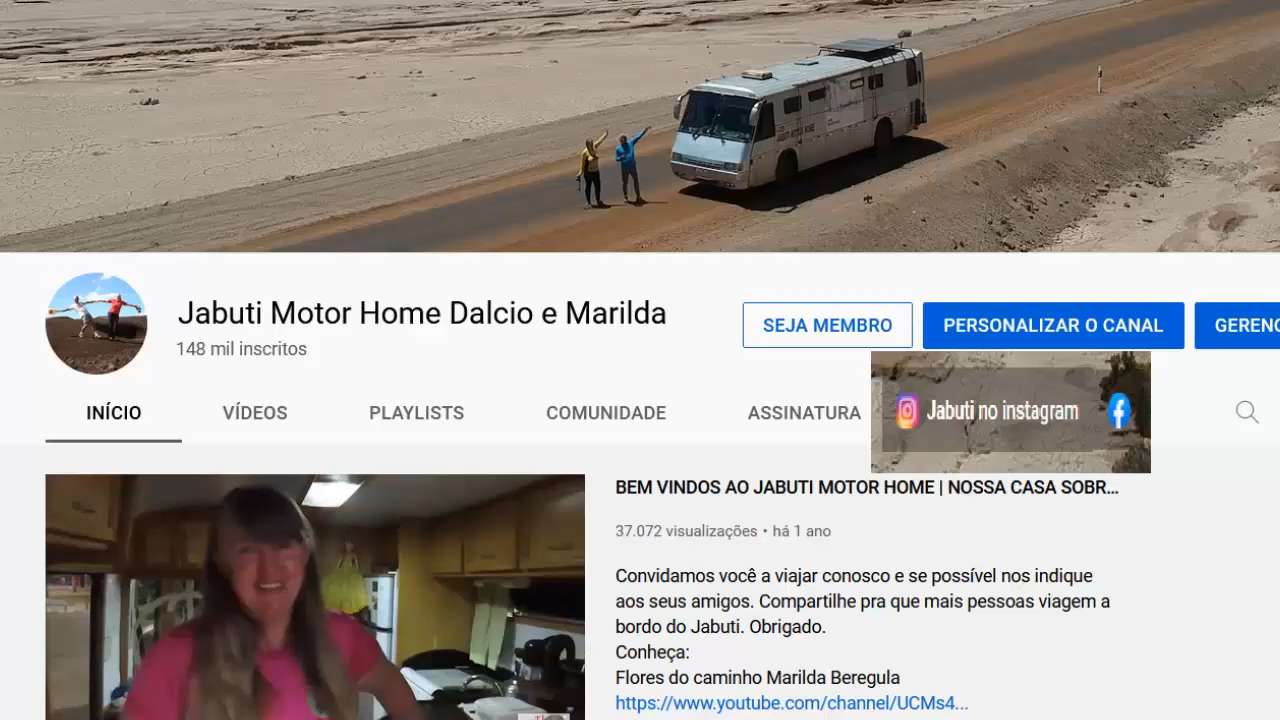 JABUTI MOTOR HOME
Jabuti Motor Home Dalcio e Marilda
148 mil inscritos
SEJA MEMBRO
PERSONALIZAR O CANAL
GERENC
INÍCIO
VÍDEOS
PLAYLISTS
COMUNIDADE
ASSINATURA
Jabuti no instagram
BEM VINDOS AO JABUTI MOTOR HOME | NOSSA CASA SOBR...
37.072 visualizações • há 1 ano
Convidamos você a viajar conosco e se possível nos indique
aos seus amigos. Compartilhe pra que mais pessoas viagem a
bordo do Jabuti. Obrigado.
Conheça:
Flores do caminho Marilda Beregula
https://www.youtube.com/channel/UCMs4...